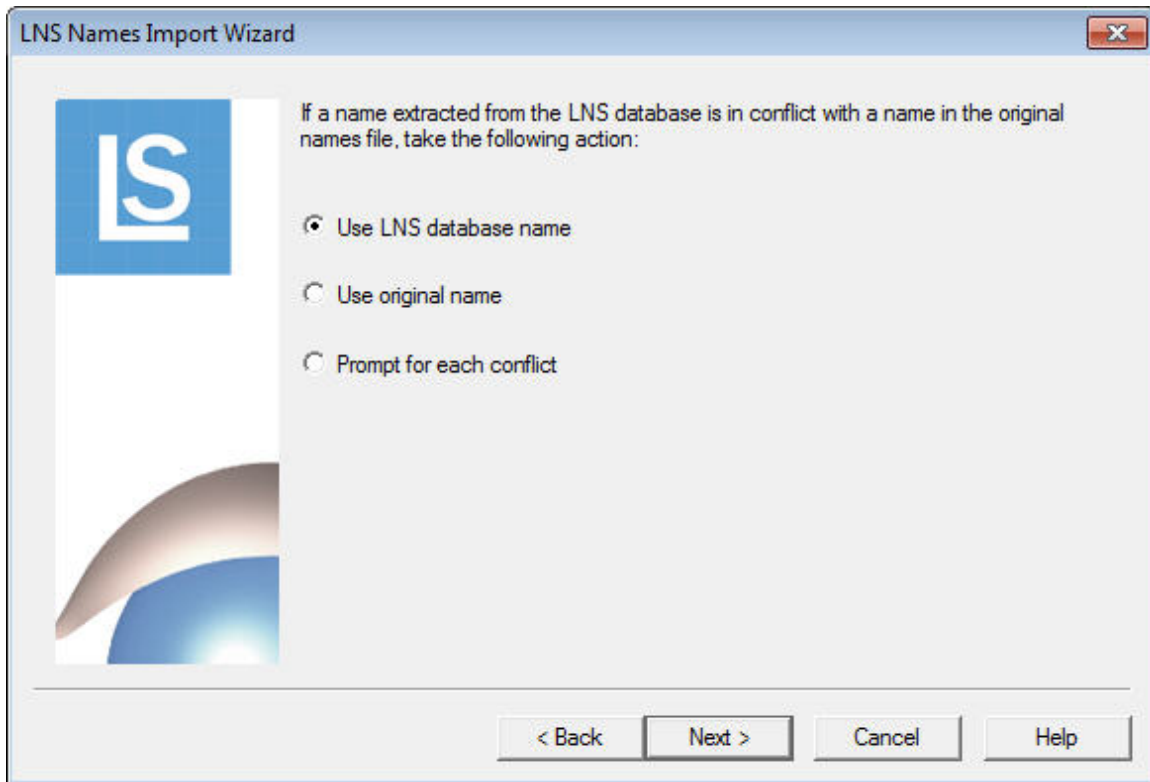 LNS Names Import Wizard
LS
If a name extracted from the LNS database is in conflict with a name in the original
names file, take the following action:
Use LNS database name
Use original name
Prompt for each conflict
< Back
Next >
Cancel
Help